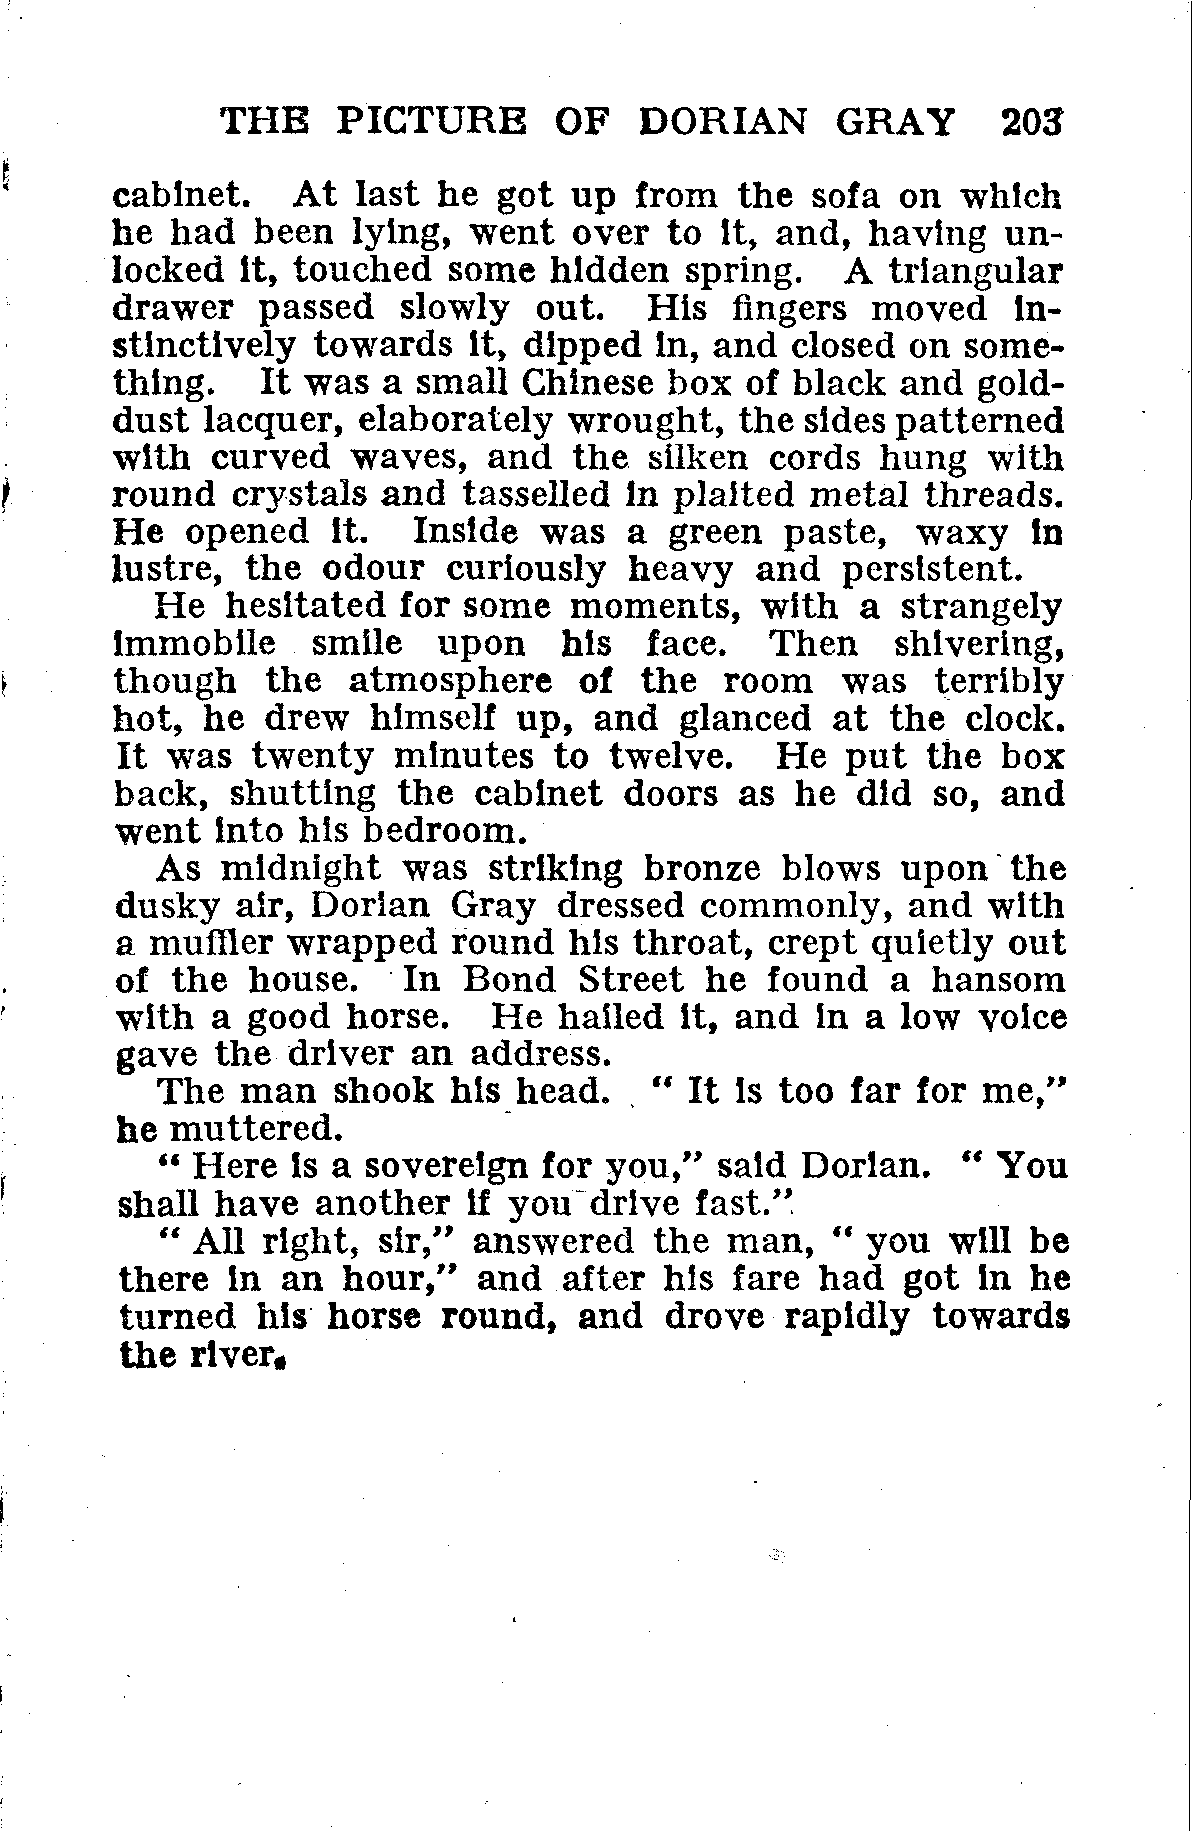 THE PICTURE OF DORIAN GRAY 203
cabinet. At last he got up from the sofa on which
he had been lying, went over to it, and, having un-
locked it, touched some hidden spring. A triangular
drawer passed slowly out. His fingers moved in-
stinctively towards it, dipped in, and closed on some-
thing. It was a small Chinese box of black and gold-
dust lacquer, elaborately wrought, the sides patterned
with curved waves, and the silken cords hung with
round crystals and tasselled in plaited metal threads.
He opened it. Inside was a green paste, waxy in
lustre, the odour curiously heavy and persistent.
He hesitated for some moments, with a strangely
immobile smile upon his face. Then shivering,
though the atmosphere of the room was terribly
hot, he drew himself up, and glanced at the clock.
It was twenty minutes to twelve. He put the box
back, shutting the cabinet doors as he did so, and
went into his bedroom.
As midnight was striking bronze blows upon the
dusky air, Dorian Gray dressed commonly, and with
a muffler wrapped round his throat, crept quietly out
of the house. In Bond Street he found a hansom
with a good horse. He hailed it, and in a low voice
gave the driver an address.
The man shook his head. " It is too far for me,"
he muttered.
" Here is a sovereign for you," said Dorian. " You
shall have another if you drive fast."
" All right, sir," answered the man, " you will be
there in an hour," and after his fare had got in he
turned his horse round, and drove rapidly towards
the river.